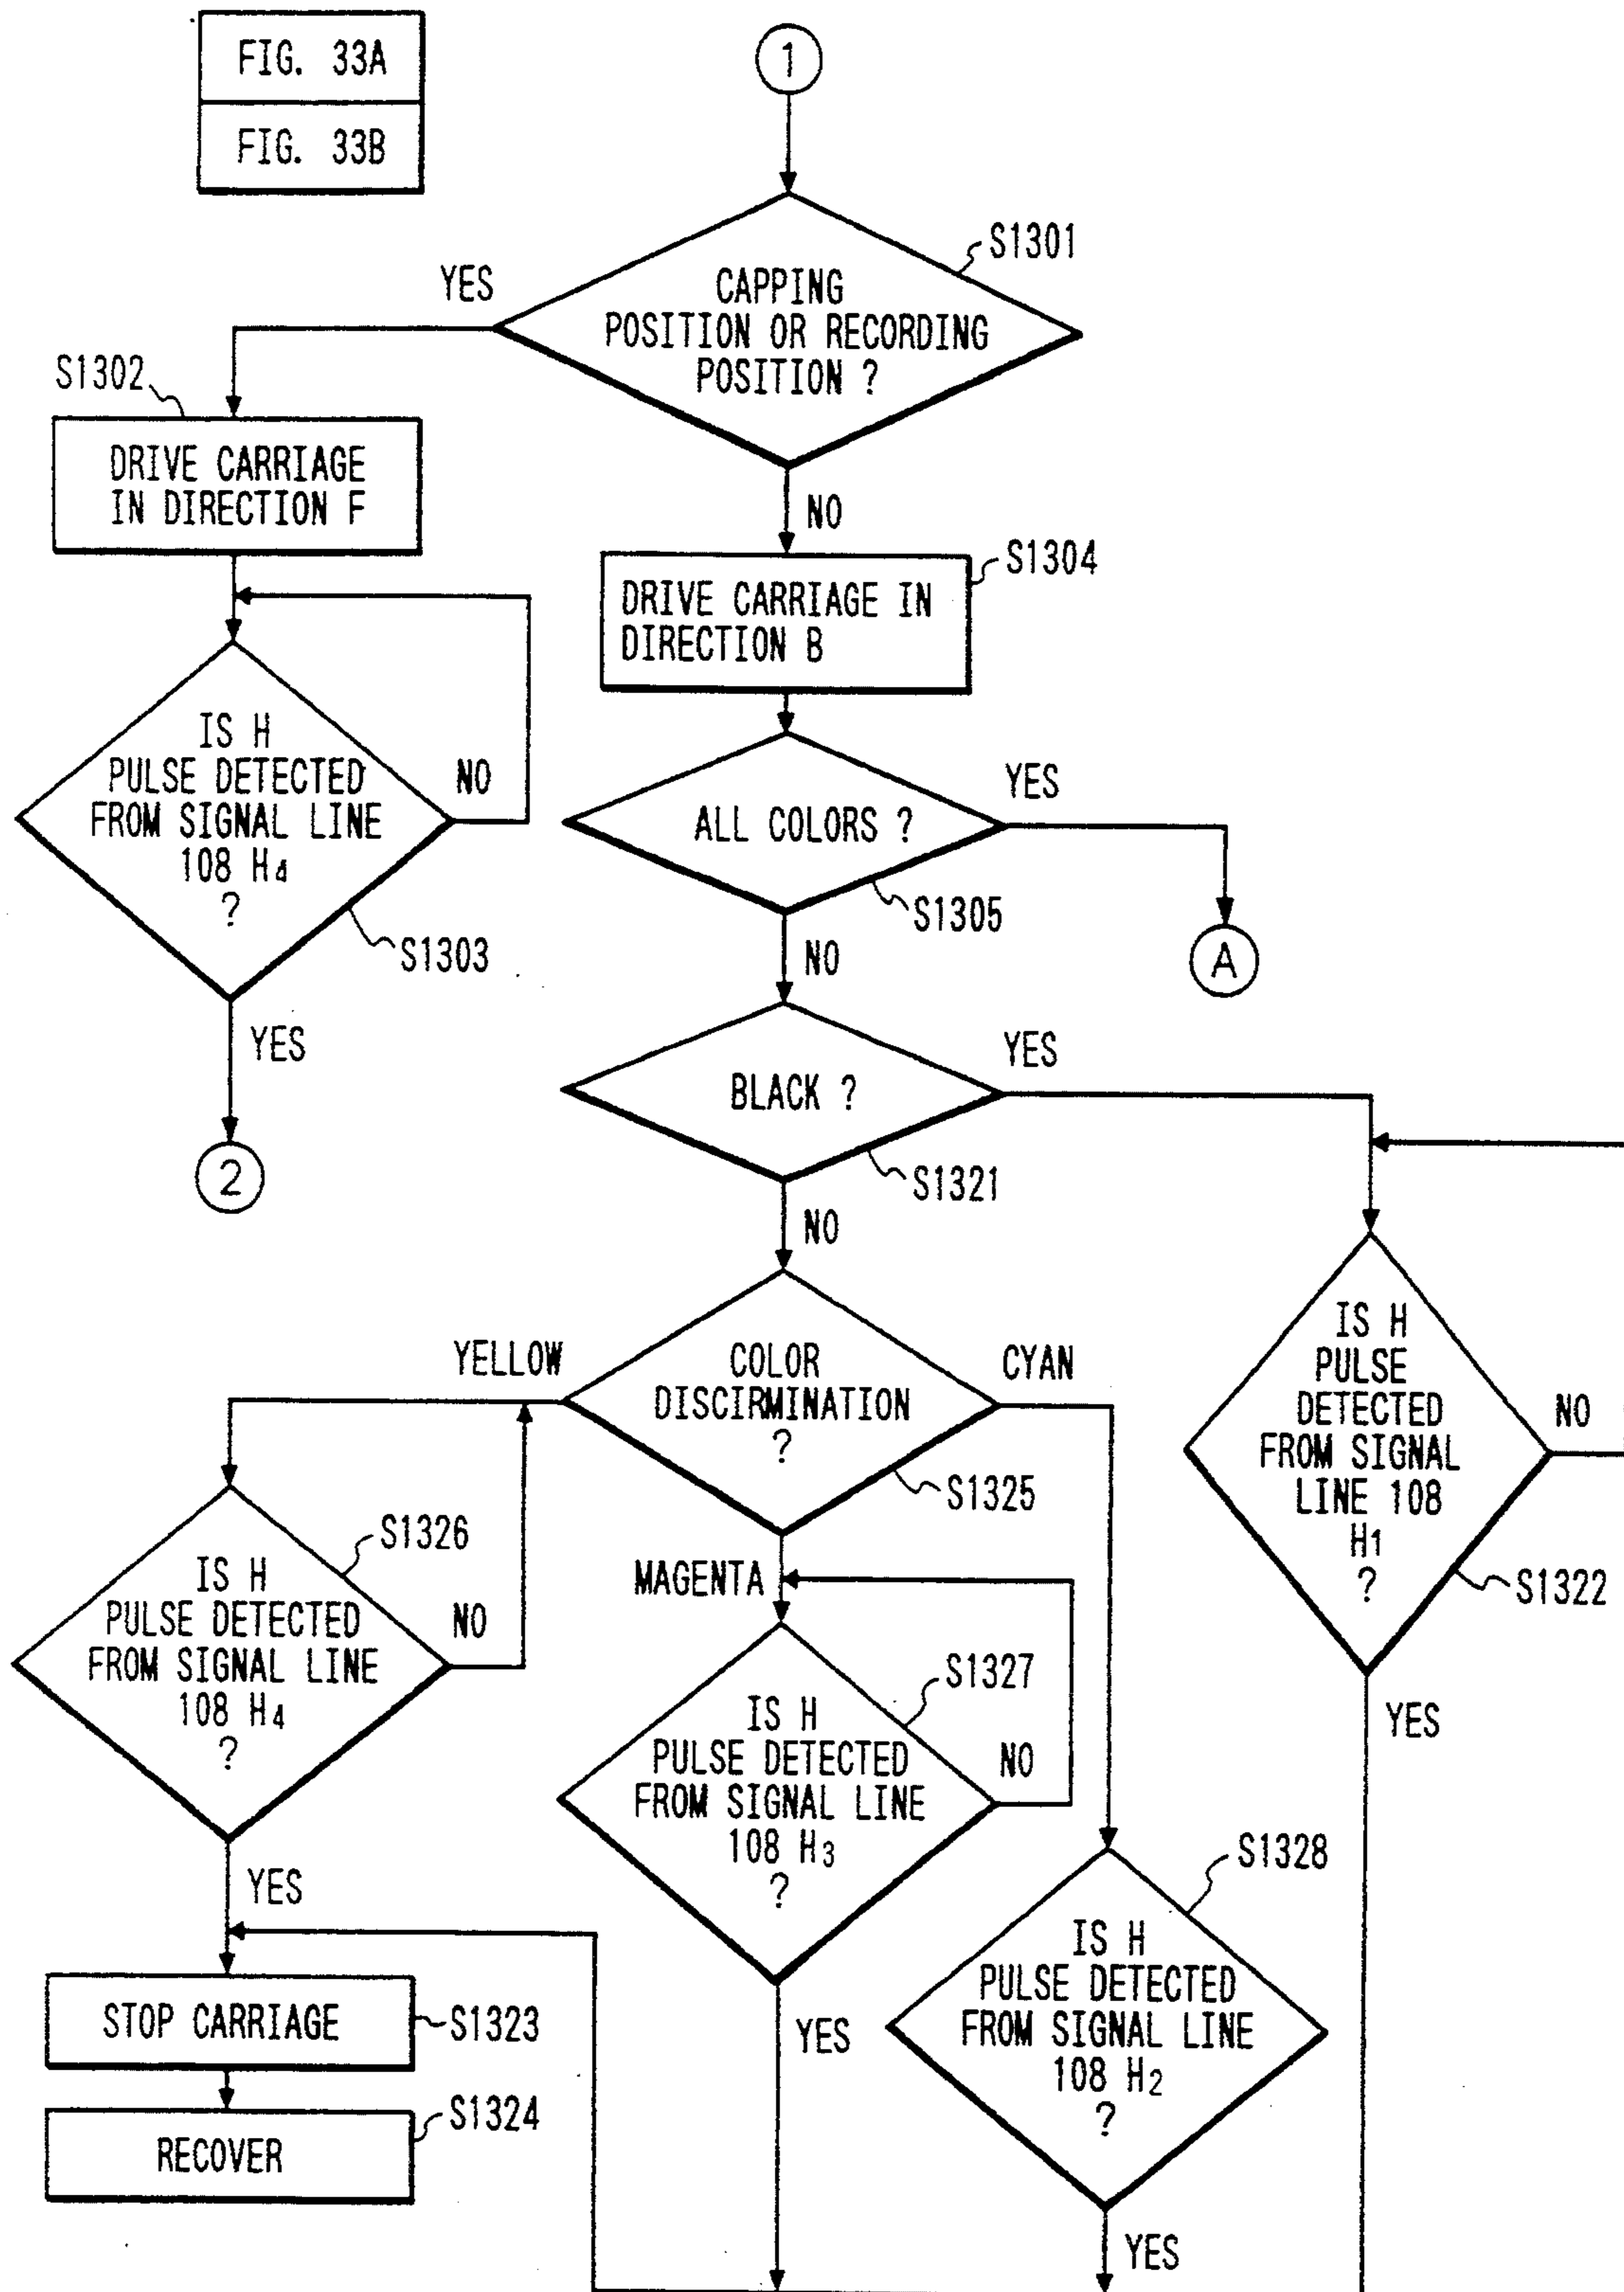 FIG. 33A
FIG. 33B
1
S1301
YES
CAPPING
POSITION OR RECORDING
POSITION ?
S1302
DRIVE CARRIAGE
IN DIRECTION F
NO
S1304
DRIVE CARRIAGE IN
DIRECTION B
IS H
PULSE DETECTED
FROM SIGNAL LINE
108 H4
?
NO
S1303
YES
2
ALL COLORS ?
YES
S1305
A
NO
BLACK ?
YES
S1321
NO
COLOR
DISCIRMINATION
?
YELLOW
CYAN
S1325
MAGENTA
IS H
PULSE
DETECTED
FROM SIGNAL
LINE 108
H1
?
NO
S1322
YES
S1326
IS H
PULSE DETECTED
FROM SIGNAL LINE
108 H4
?
NO
YES
S1327
IS H
PULSE DETECTED
FROM SIGNAL LINE
108 H3
?
NO
YES
S1328
IS H
PULSE DETECTED
FROM SIGNAL LINE
108 H2
?
YES
STOP CARRIAGE
S1323
RECOVER
S1324